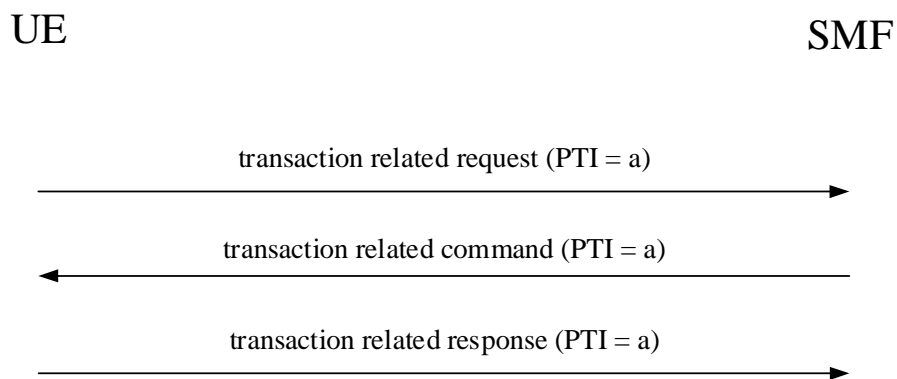 UE
SMF
transaction related request (PTI = a)
transaction related command (PTI = a)
transaction related response (PTI = a)